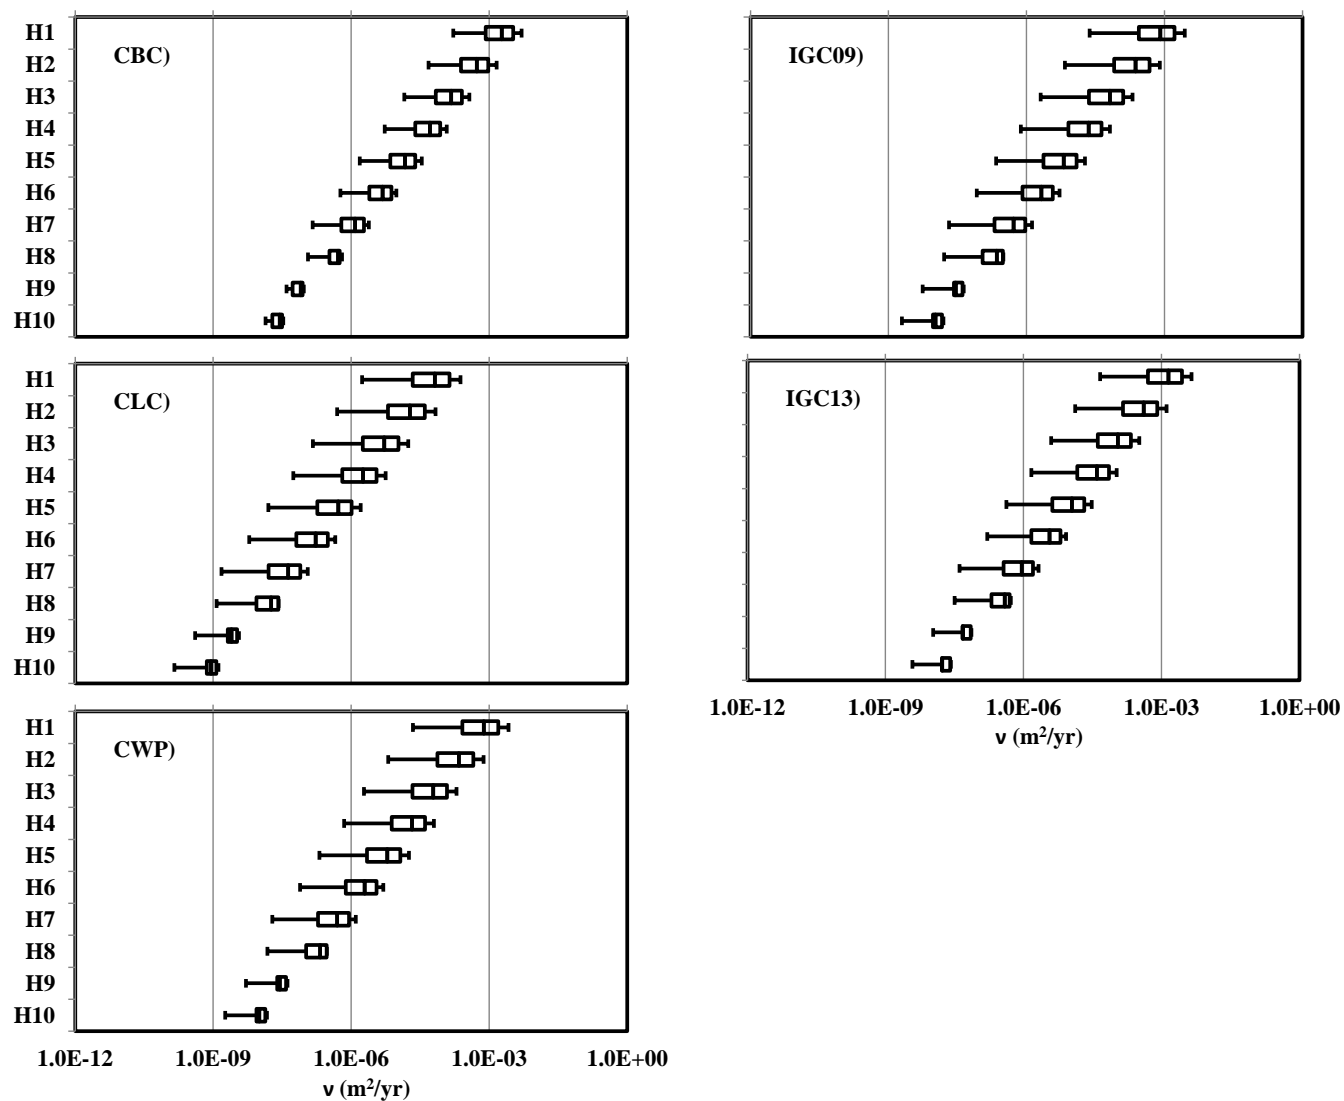 CBC)
H1
H2
H3
H4
H5
H6
H7
H8
H9
H10
IGC09)
CLC)
H1
H2
H3
H4
H5
H6
H7
H8
H9
H10
IGC13)
1.0E-12 1.0E-09 1.0E-06 1.0E-03 1.0E+00
ν (m²/yr)
CWP)
H1
H2
H3
H4
H5
H6
H7
H8
H9
H10
1.0E-12 1.0E-09 1.0E-06 1.0E-03 1.0E+00
ν (m²/yr)